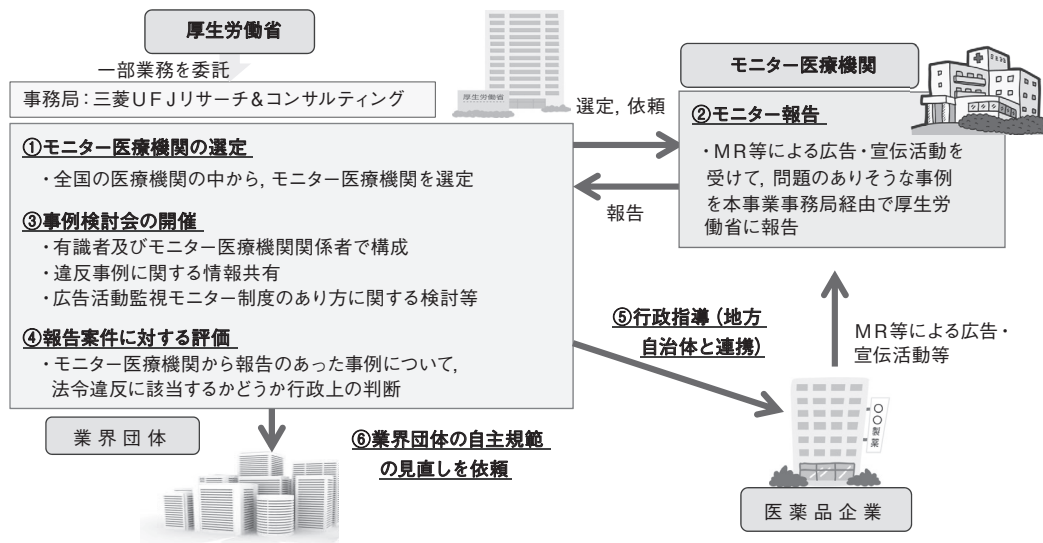 厚生労働省
一部業務を委託
事務局：三菱UFJリサーチ＆コンサルティング
厚生労働省
①モニター医療機関の選定
・全国の医療機関の中から，モニター医療機関を選定
③事例検討会の開催
・有識者及びモニター医療機関関係者で構成
・違反事例に関する情報共有
・広告活動監視モニター制度のあり方に関する検討等
④報告案件に対する評価
・モニター医療機関から報告のあった事例について，
法令違反に該当するかどうか行政上の判断
選定，依頼
報告
モニター医療機関
②モニター報告
・MR等による広告・宣伝活動を
受けて，問題のありそうな事例
を本事業事務局経由で厚生労
働省に報告
⑤行政指導（地方
自治体と連携）
MR等による広告・
宣伝活動等
〇〇製薬
医薬品企業
業界団体
⑥業界団体の自主規範
の見直しを依頼